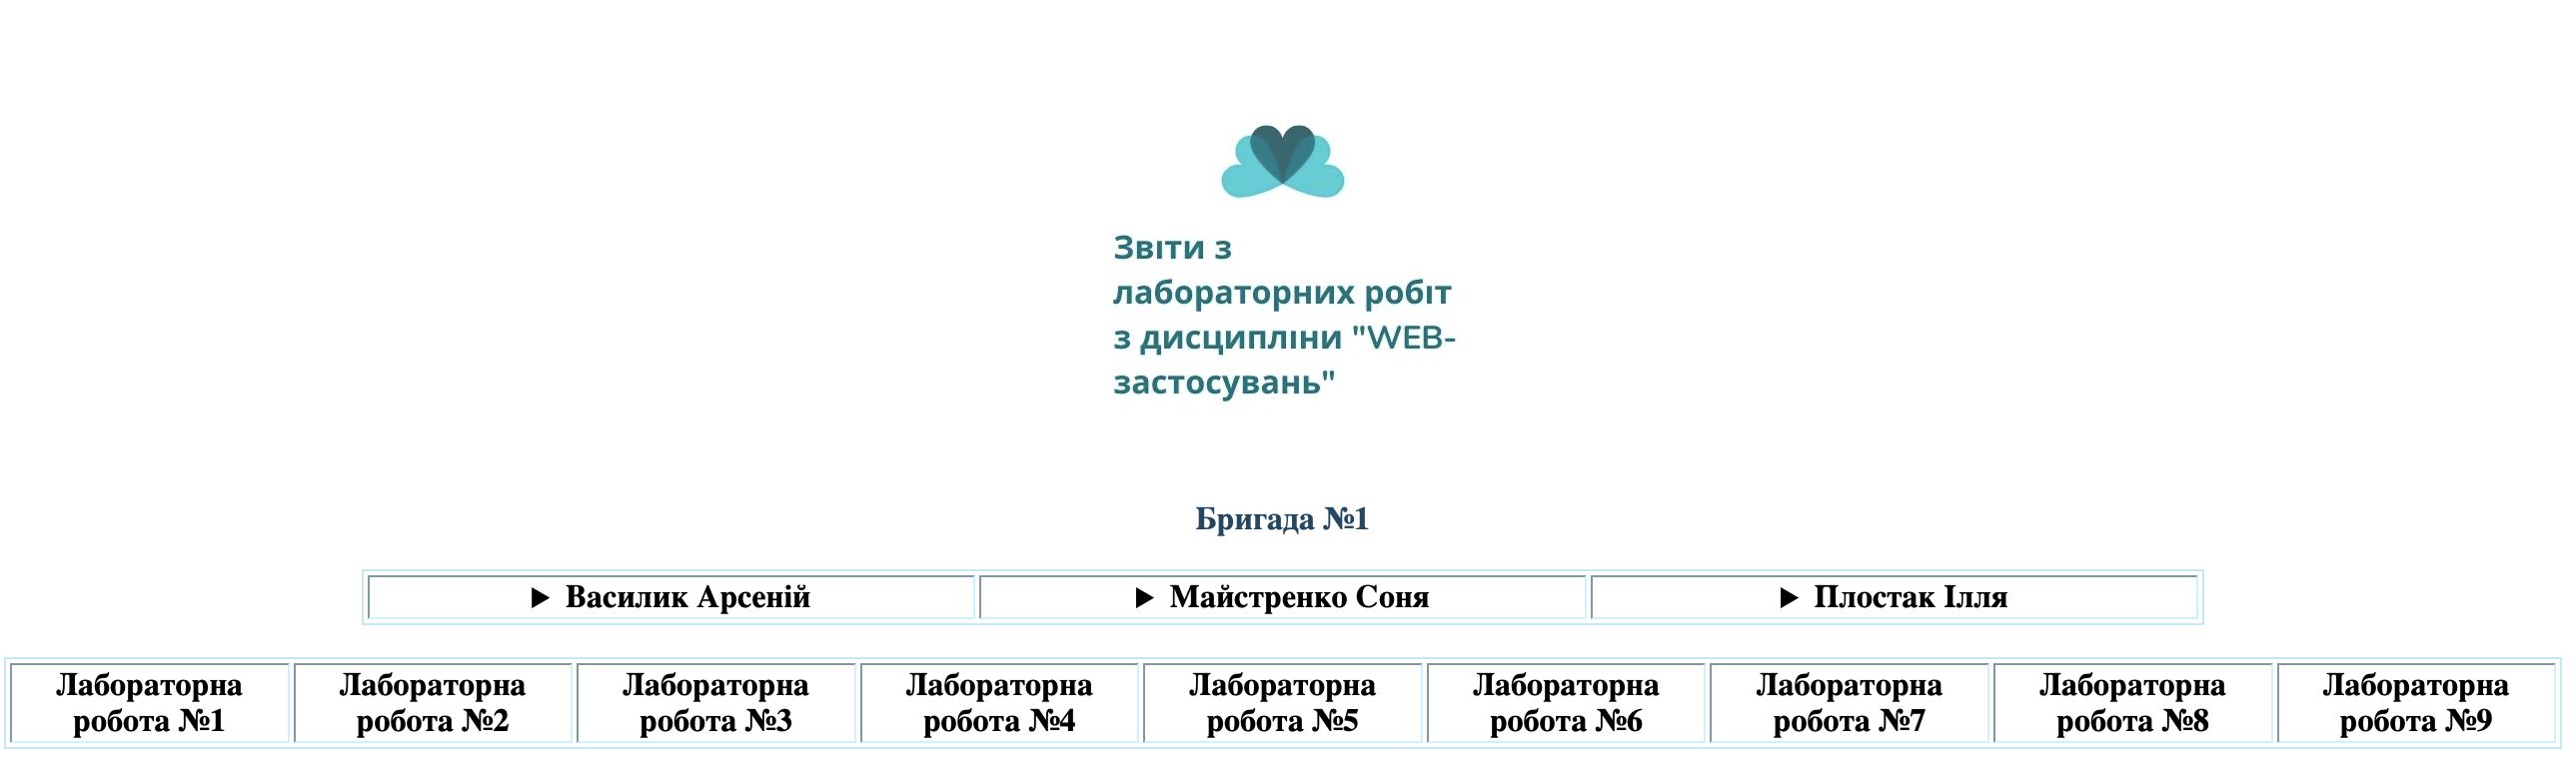 Звіти з
лабораторних робіт
з дисципліни "WEB-
застосувань"
Бригада №1
Василик Арсеній
Майстренко Соня
Плостак Ілля
Лабораторна
робота №1
Лабораторна
робота №2
Лабораторна
робота №3
Лабораторна
робота №4
Лабораторна
робота №5
Лабораторна
робота №6
Лабораторна
робота №7
Лабораторна
робота №8
Лабораторна
робота №9